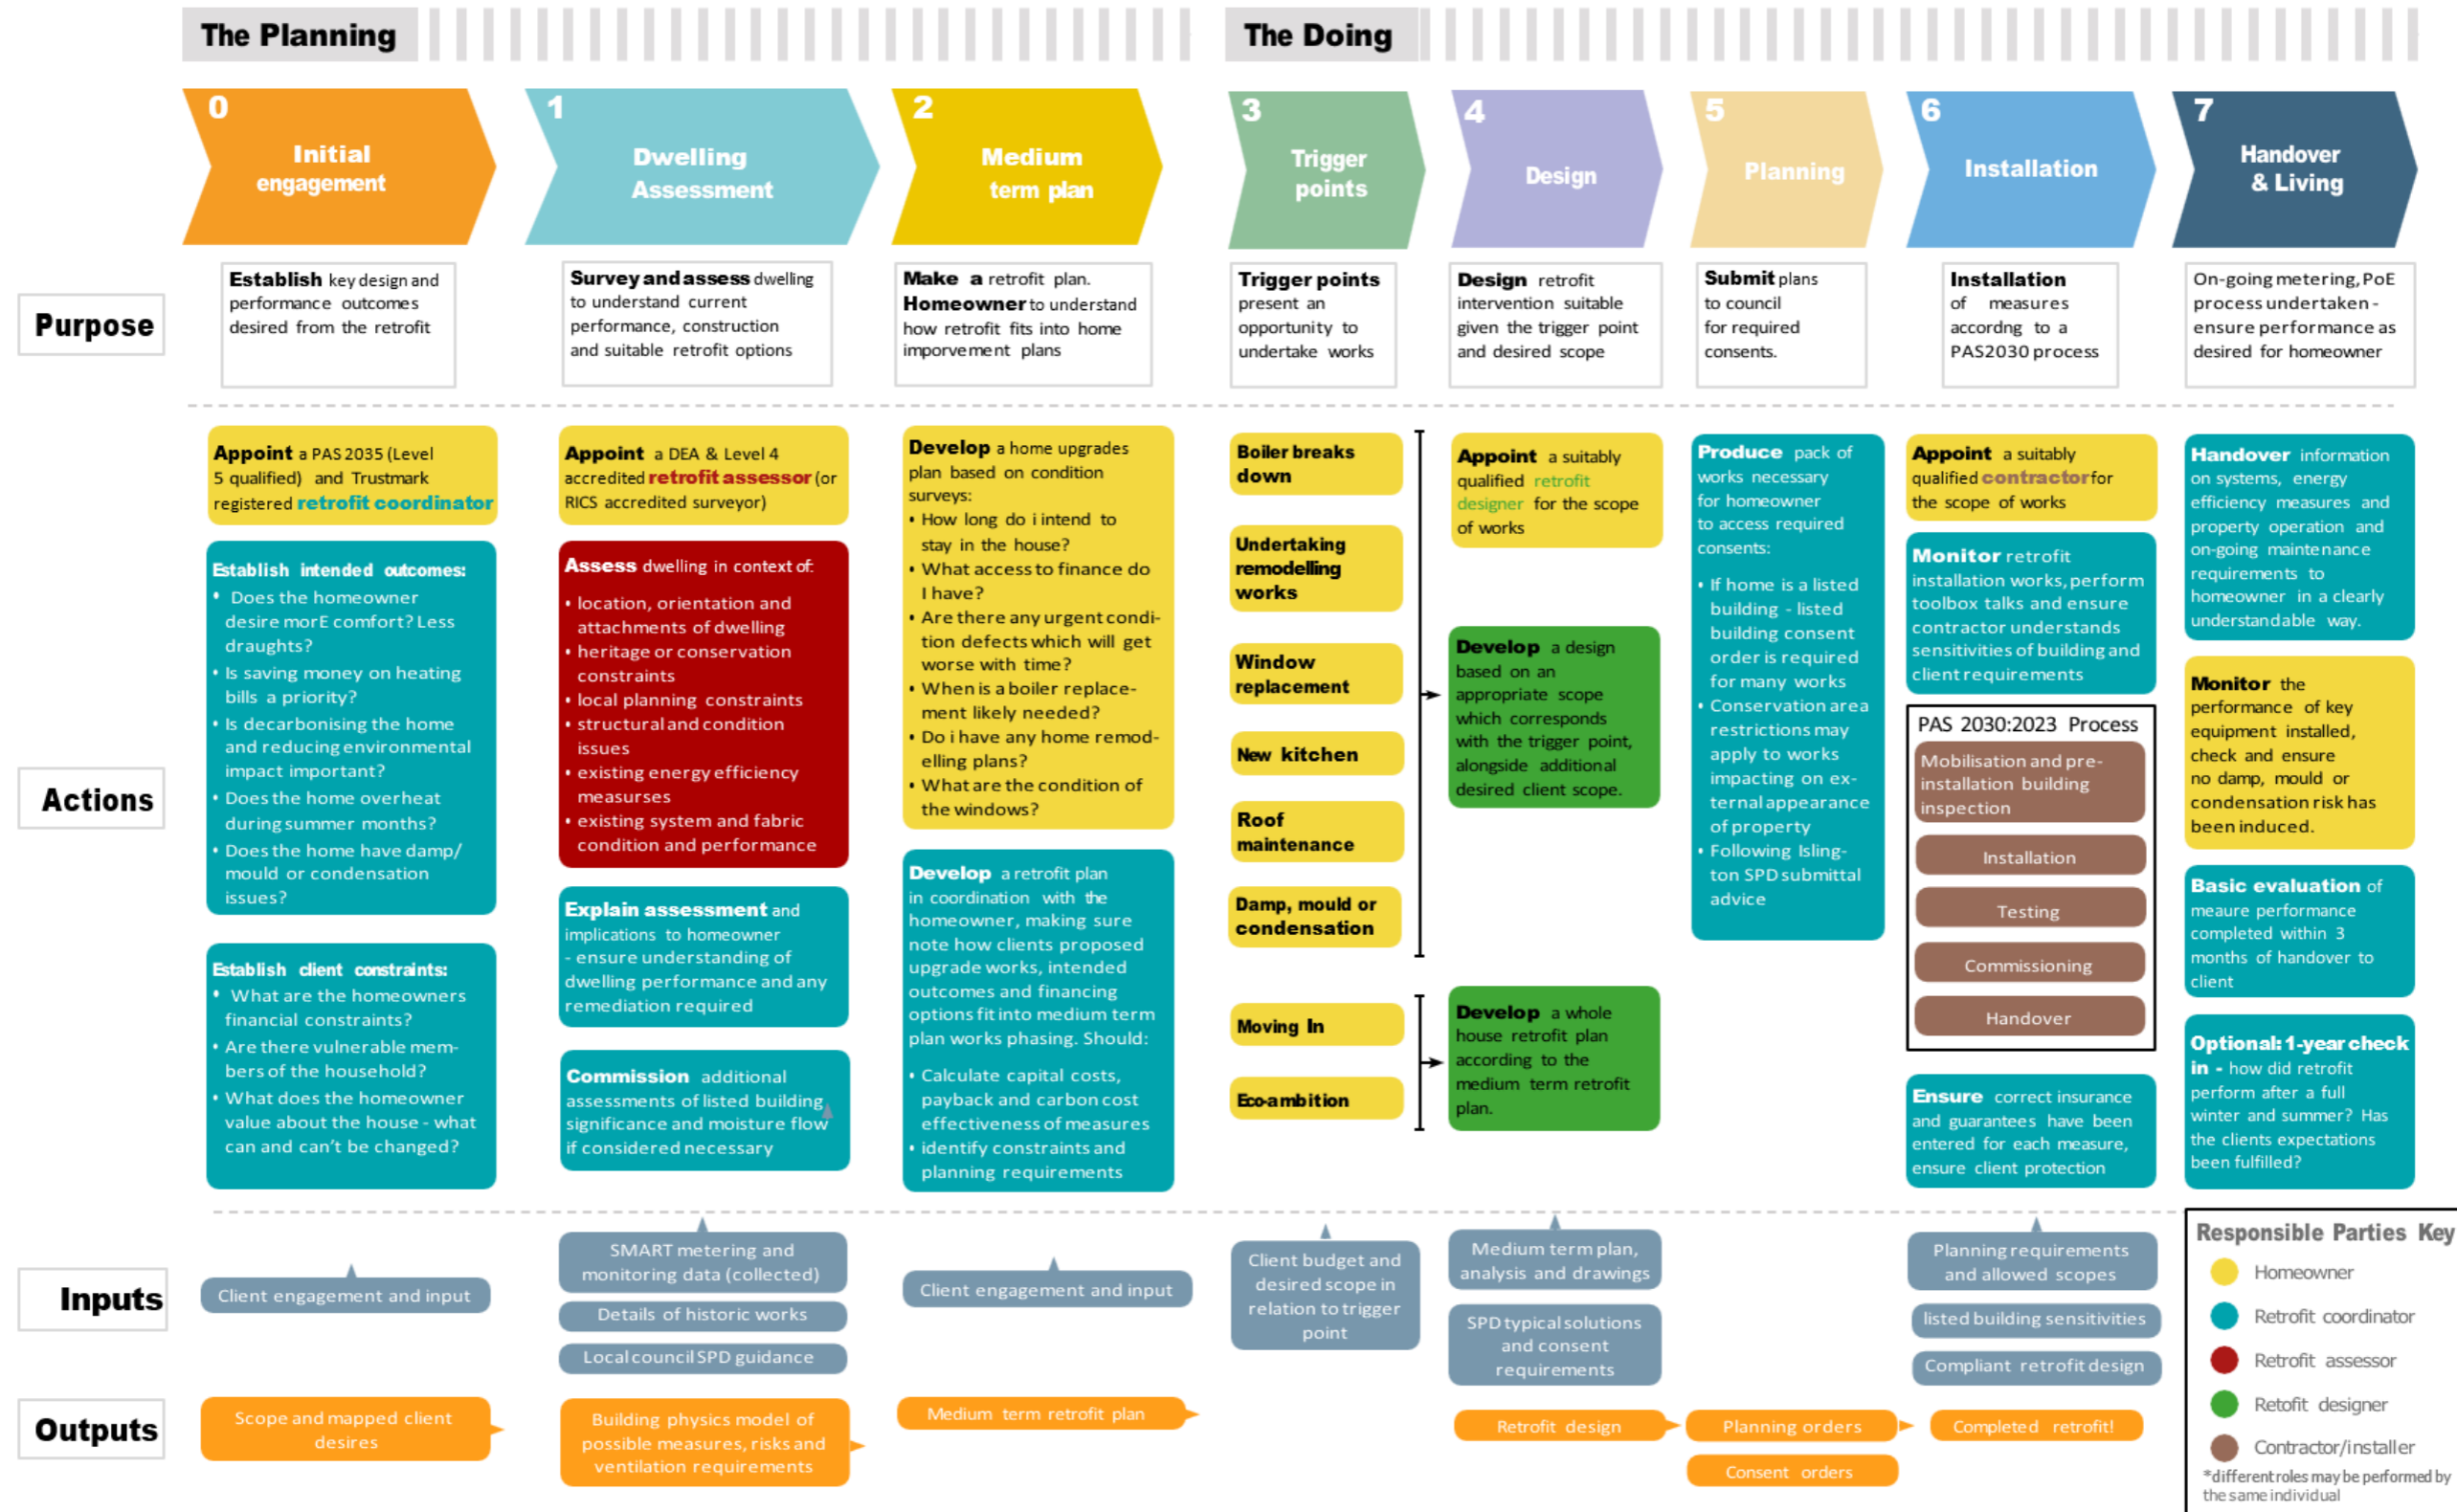 The Planning
The Doing
0
Initial
engagement
1
Dwelling
Assessment
2
Medium
term plan
3
Trigger
points
4
Design
5
Planning
6
Installation
7
Handover
& Living
Purpose
Establish key design and
performance outcomes
desired from the retrofit
Survey and assess dwelling
to understand current
performance, construction
and suitable retrofit options
Make a retrofit plan.
Homeowner to understand
how retrofit fits into home
imporvement plans
Trigger points
present an
opportunity to
undertake works
Design retrofit
intervention suitable
given the trigger point
and desired scope
Submit plans
to council
for required
consents.
Installation
of measures
accordng to a
PAS2030 process
On-going metering, PoE
process undertaken -
ensure performance as
desired for homeowner
Actions
Appoint a PAS 2035 (Level
5 qualified) and Trustmark
registered retrofit coordinator
Establish intended outcomes:
• Does the homeowner
desire morE comfort? Less
draughts?
• Is saving money on heating
bills a priority?
• Is decarbonising the home
and reducing environmental
impact important?
• Does the home overheat
during summer months?
• Does the home have damp/
mould or condensation
issues?
Establish client constraints:
• What are the homeowners
financial constraints?
• Are there vulnerable mem-
bers of the household?
• What does the homeowner
value about the house - what
can and can't be changed?
Appoint a DEA & Level 4
accredited retrofit assessor (or
RICS accredited surveyor)
Assess dwelling in context of:
• location, orientation and
attachments of dwelling
• heritage or conservation
constraints
• local planning constraints
• structural and condition
issues
• existing energy efficiency
measurses
• existing system and fabric
condition and performance
Explain assessment and
implications to homeowner
- ensure understanding of
dwelling performance and any
remediation required
Commission additional
assessments of listed building
significance and moisture flow
if considered necessary
Develop a home upgrades
plan based on condition
surveys:
• How long do i intend to
stay in the house?
• What access to finance do
I have?
• Are there any urgent condi-
tion defects which will get
worse with time?
• When is a boiler replace-
ment likely needed?
• Do i have any home remod-
elling plans?
• What are the condition of
the windows?
Develop a retrofit plan
in coordination with the
homeowner, making sure
note how clients proposed
upgrade works, intended
outcomes and financing
options fit into medium term
plan works phasing. Should:
• Calculate capital costs,
payback and carbon cost
effectiveness of measures
• identify constraints and
planning requirements
Boiler breaks
down
Undertaking
remodelling
works
Window
replacement
New kitchen
Roof
maintenance
Damp, mould or
condensation
Moving In
Eco-ambition
Appoint a suitably
qualified retrofit
designer for the scope
of works
Develop a design
based on an
appropriate scope
which corresponds
with the trigger point,
alongside additional
desired client scope.
Develop a whole
house retrofit plan
according to the
medium term retrofit
plan.
Produce pack of
works necessary
for homeowner
to access required
consents:
• If home is a listed
building - listed
building consent
order is required
for many works
• Conservation area
restrictions may
apply to works
impacting on ex-
ternal appearance
of property
• Following Isling-
ton SPD submittal
advice
Appoint a suitably
qualified contractor for
the scope of works
Monitor retrofit
installation works, perform
toolbox talks and ensure
contractor understands
sensitivities of building and
client requirements
PAS 2030:2023 Process
Mobilisation and pre-
installation building
inspection
Installation
Testing
Commissioning
Handover
Ensure correct insurance
and guarantees have been
entered for each measure,
ensure client protection
Handover information
on systems, energy
efficiency measures and
property operation and
on-going maintenance
requirements to
homeowner in a clearly
understandable way.
Monitor the
performance of key
equipment installed,
check and ensure
no damp, mould or
condensation risk has
been induced.
Basic evaluation of
meaure performance
completed within 3
months of handover to
client
Optional: 1-year check
in - how did retrofit
perform after a full
winter and summer? Has
the clients expectations
been fulfilled?
Inputs
Client engagement and input
SMART metering and
monitoring data (collected)
Details of historic works
Local council SPD guidance
Client engagement and input
Client budget and
desired scope in
relation to trigger
point
Medium term plan,
analysis and drawings
SPD typical solutions
and consent
requirements
Planning requirements
and allowed scopes
listed building sensitivities
Compliant retrofit design
Outputs
Scope and mapped client
desires
Building physics model of
possible measures, risks and
ventilation requirements
Medium term retrofit plan
Retrofit design
Planning orders
Consent orders
Completed retrofit!
Responsible Parties Key
Homeowner
Retrofit coordinator
Retrofit assessor
Retofit designer
Contractor/installer
*different roles may be performed by
the same individual